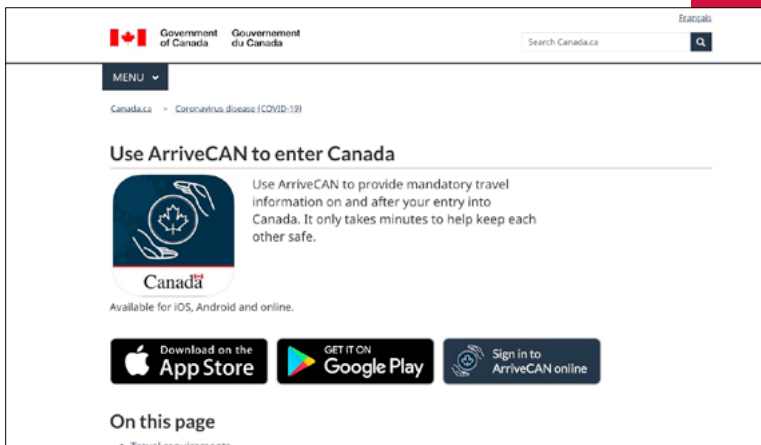 Français
Government of Canada
Gouvernement du Canada
Search Canada.ca
MENU
Canada.ca > Coronavirus disease (COVID-19)
Use ArriveCAN to enter Canada
Use ArriveCAN to provide mandatory travel
information on and after your entry into
Canada. It only takes minutes to help keep each
other safe.
Canada
Available for iOS, Android and online.
Download on the
App Store
GET IT ON
Google Play
Sign in to
ArriveCAN online
On this page
Travel requirements